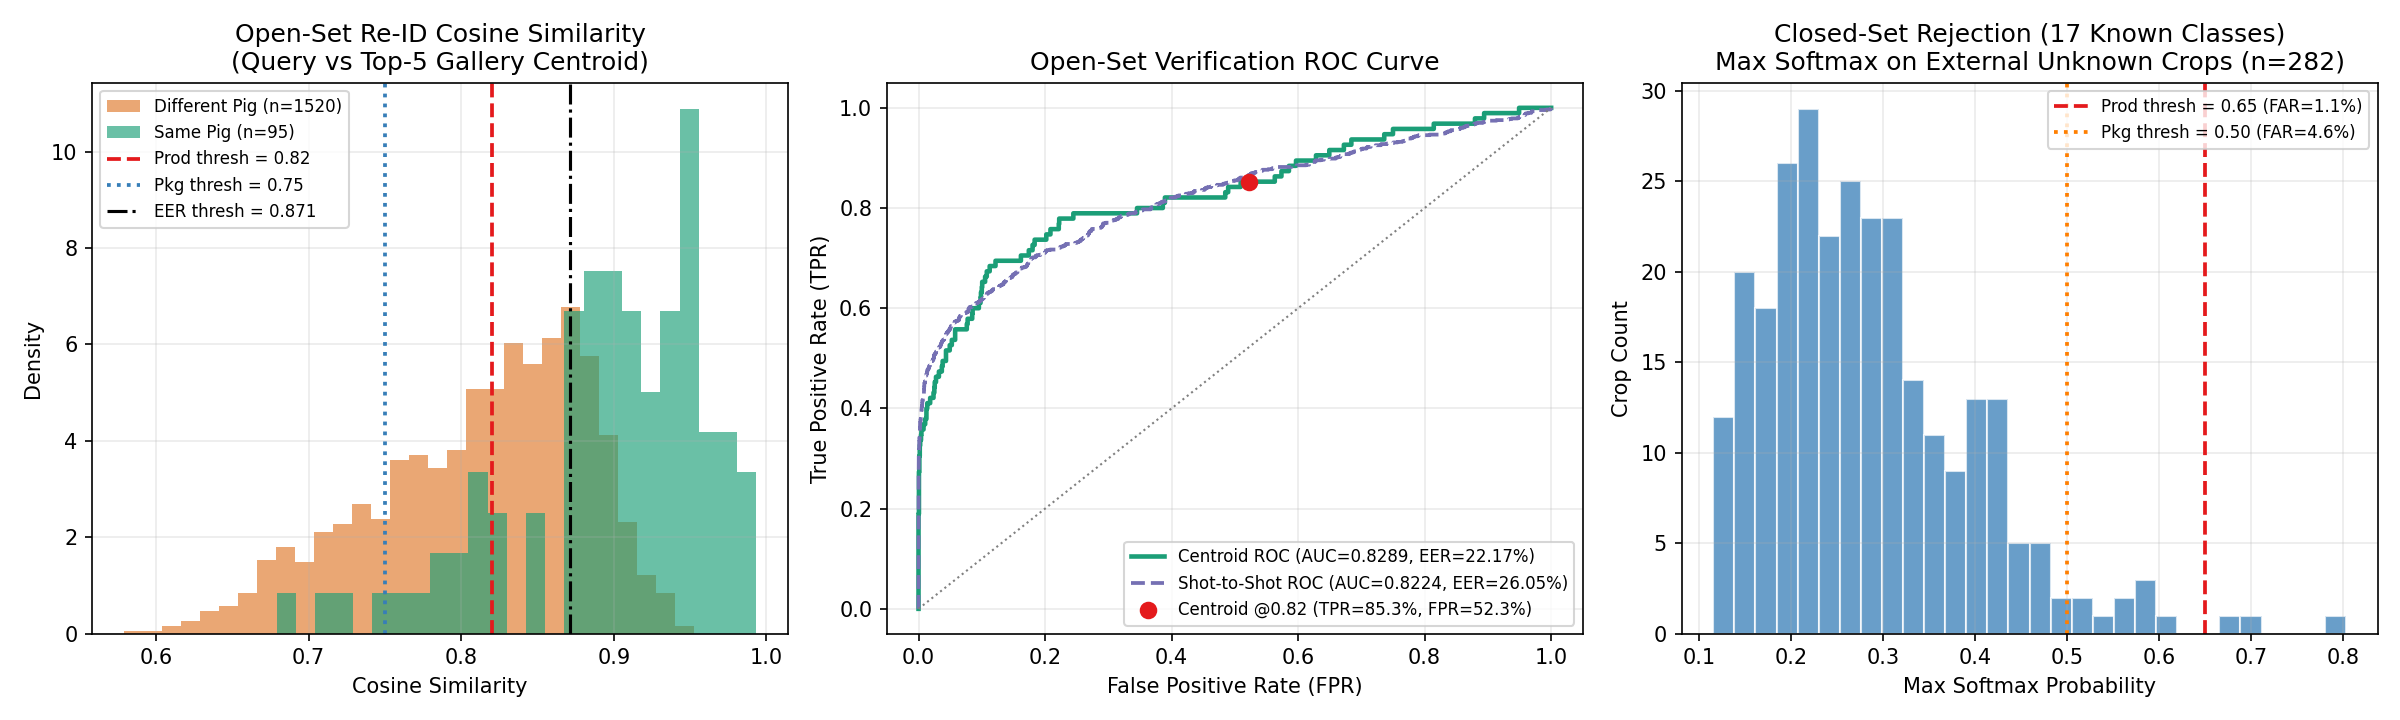 Open-Set Re-ID Cosine Similarity
(Query vs Top-5 Gallery Centroid)
Different Pig (n=1520)
Same Pig (n=95)
Prod thresh = 0.82
Pkg thresh = 0.75
EER thresh = 0.871
Density
0
2
4
6
8
10
0.6
0.7
0.8
0.9
1.0
Cosine Similarity
Open-Set Verification ROC Curve
True Positive Rate (TPR)
0.0
0.2
0.4
0.6
0.8
1.0
Centroid ROC (AUC=0.8289, EER=22.17%)
Shot-to-Shot ROC (AUC=0.8224, EER=26.05%)
Centroid @0.82 (TPR=85.3%, FPR=52.3%)
0.0
0.2
0.4
0.6
0.8
1.0
False Positive Rate (FPR)
Closed-Set Rejection (17 Known Classes)
Max Softmax on External Unknown Crops (n=282)
Prod thresh = 0.65 (FAR=1.1%)
Pkg thresh = 0.50 (FAR=4.6%)
Crop Count
0
5
10
15
20
25
30
0.1
0.2
0.3
0.4
0.5
0.6
0.7
0.8
Max Softmax Probability